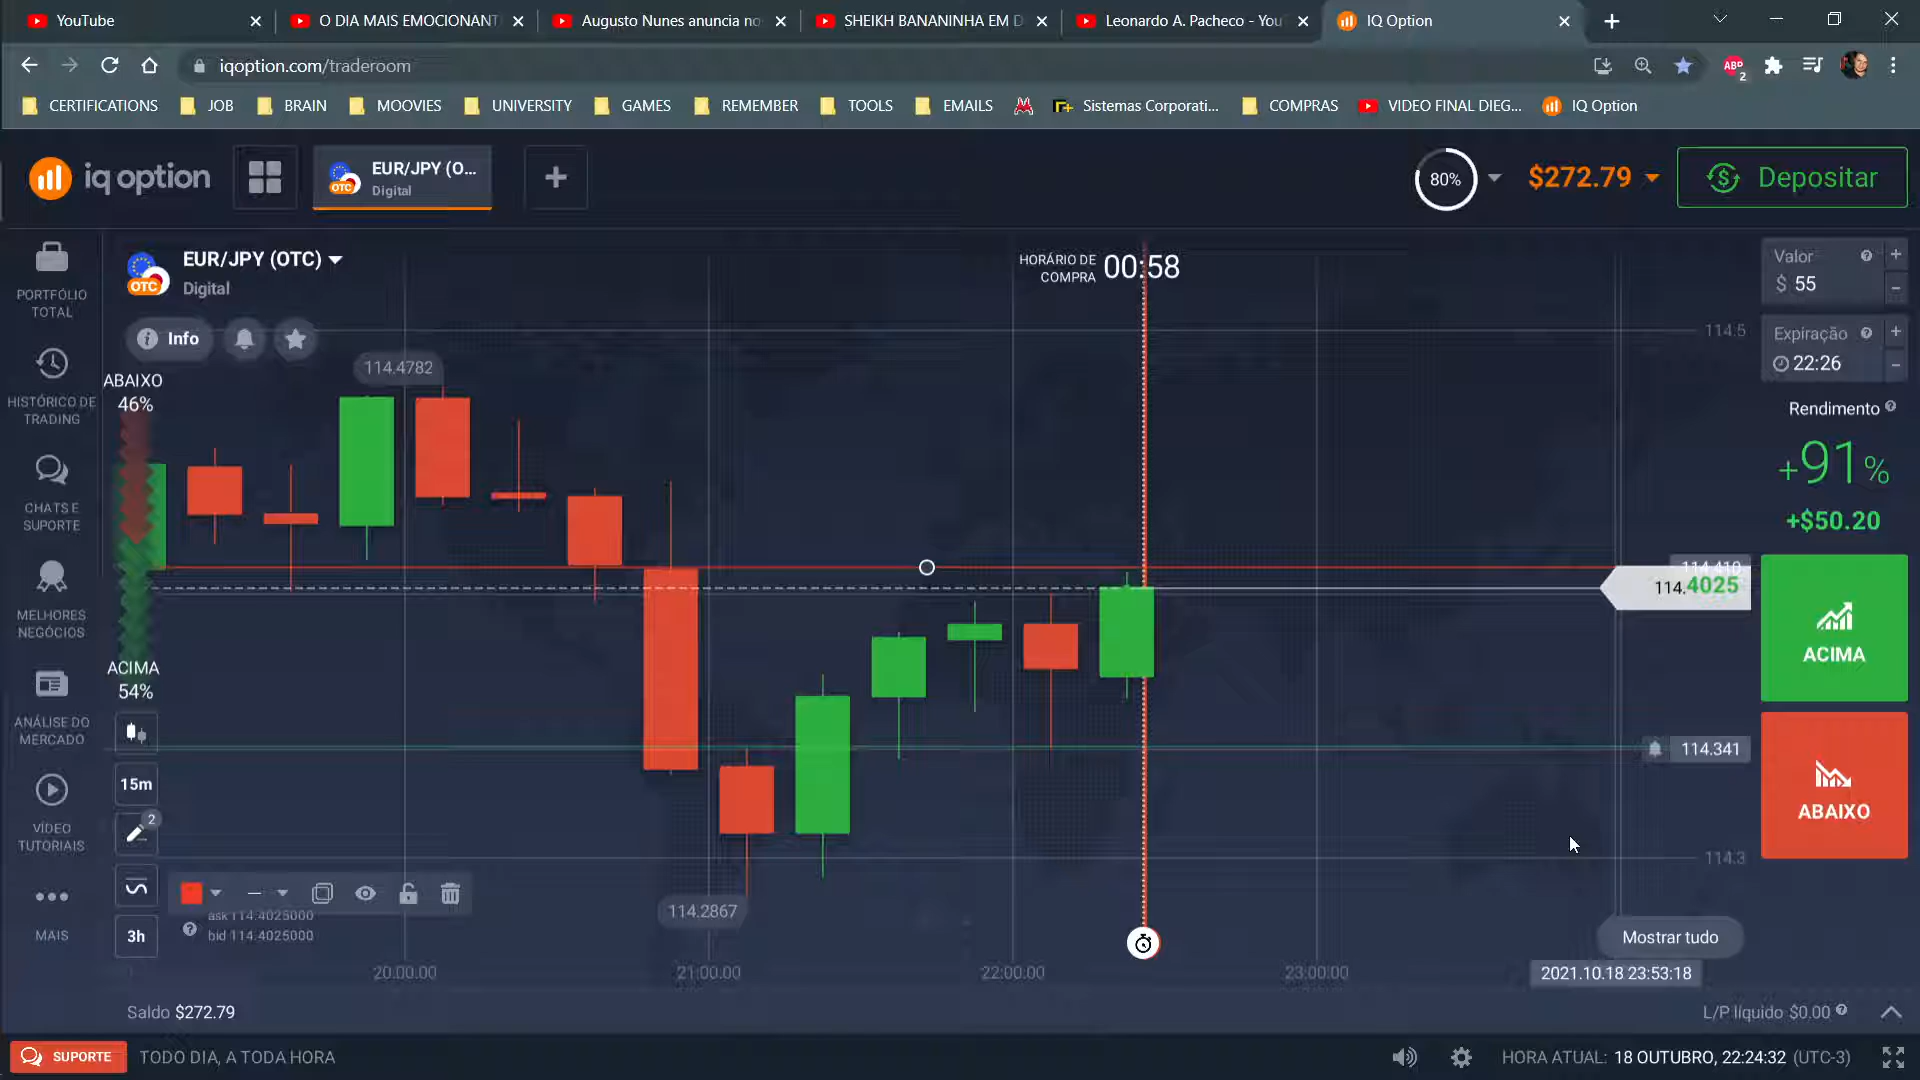 YouTube
O DIA MAIS EMOCIONANT
Augusto Nunes anuncia no
SHEIKH BANANINHA EM D
Leonardo A. Pacheco - You
IQ Option
iqoption.com/traderoom
ABP
2
CERTIFICATIONS
JOB
BRAIN
MOOVIES
UNIVERSITY
GAMES
REMEMBER
TOOLS
EMAILS
Sistemas Corporati...
COMPRAS
VIDEO FINAL DIEG...
IQ Option
iq option
OTC
EUR/JPY (O...
Digital
80%
$272.79
Depositar
PORTFÓLIO
TOTAL
HISTÓRICO DE
TRADING
CHATS E
SUPORTE
MELHORES
NEGÓCIOS
ANÁLISE DO
MERCADO
VÍDEO
TUTORIAIS
MAIS
OTC
EUR/JPY (OTC)
Digital
Info
HORÁRIO DE
COMPRA
00:58
114.5
114.4782
ABAIXO
46%
ACIMA
54%
114.410
114.4025
114.341
114.3
114.2867
15m
2
3h
ask 114.4025000
bid 114.4025000
Mostrar tudo
20:00:00
21:00:00
22:00:00
23:00:00
2021.10.18 23:53:18
Valor
$ 55
Expiração
22:26
Rendimento
+91%
+$50.20
ACIMA
ABAIXO
Saldo $272.79
L/P líquido $0.00
SUPORTE
TODO DIA, A TODA HORA
HORA ATUAL: 18 OUTUBRO, 22:24:32 (UTC-3)